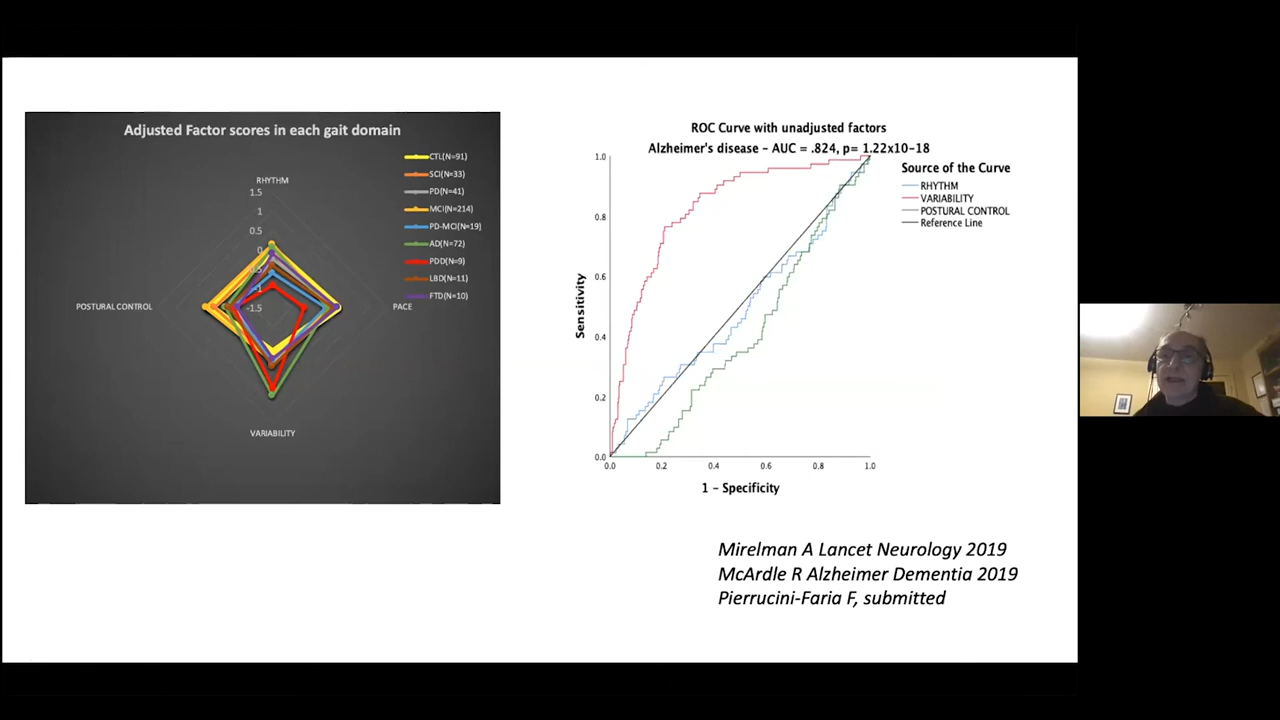 Adjusted Factor scores in each gait domain
RHYTHM
1.5
1
0.5
0
-0.5
-1
-1.5
POSTURAL CONTROL
PACE
VARIABILITY
CTL(N=91)
SCI(N=33)
PD(N=41)
MCI(N=214)
PD-MCI(N=19)
AD(N=72)
PDD(N=9)
LBD(N=11)
FTD(N=10)
ROC Curve with unadjusted factors
Alzheimer's disease – AUC = .824, p= 1.22x10-18
1.0
0.8
0.6
0.4
0.2
0.0
Sensitivity
0.0 0.2 0.4 0.6 0.8 1.0
1 – Specificity
Source of the Curve
RHYTHM
VARIABILITY
POSTURAL CONTROL
Reference Line
Mirelman A Lancet Neurology 2019
McArdle R Alzheimer Dementia 2019
Pierrucini-Faria F, submitted